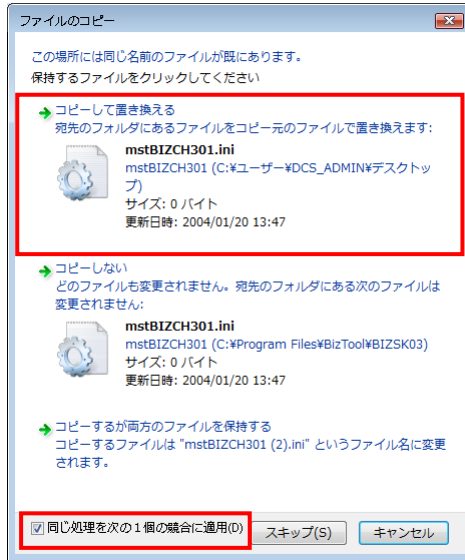 ファイルのコピー
この場所には同じ名前のファイルが既にあります。
保持するファイルをクリックしてください
コピーして置き換える
宛先のフォルダにあるファイルをコピー元のファイルで置き換えます:
mstBIZCH301.ini
mstBIZCH301 (C:¥ユーザー¥DCS_ADMIN¥デスクトッ
プ)
サイズ: 0 バイト
更新日時: 2004/01/20 13:47
コピーしない
どのファイルも変更されません。宛先のフォルダにある次のファイルは
変更されません:
mstBIZCH301.ini
mstBIZCH301 (C:¥Program Files¥BizTool¥BIZSK03)
サイズ: 0 バイト
更新日時: 2004/01/20 13:47
コピーするが両方のファイルを保持する
コピーするファイルは "mstBIZCH301 (2).ini" というファイル名に変更
されます。
同じ処理を次の 1 個の競合に適用(D)
スキップ(S)
キャンセル